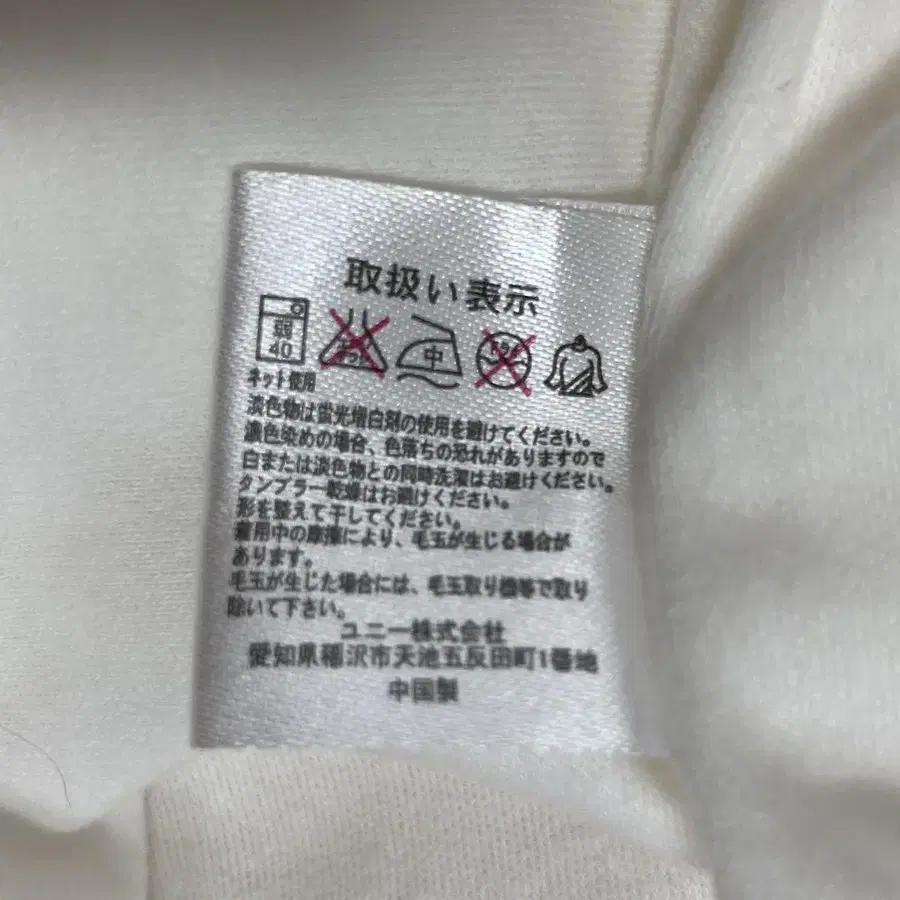 取扱い表示
弱
40
中
ネット使用
淡色物は蛍光増白剤の使用を避けてください。
濃色染めの場合、色落ちの恐れがありますので
白または淡色物との同時洗濯はお避けください。
タンブラー乾燥はお避けください。
形を整えて干してください。
着用中の摩擦により、毛玉が生じる場合が
あります。
毛玉が生じた場合には、毛玉取り機等で取り
除いて下さい。
ユニー株式会社
愛知県稲沢市天池五反田町1番地
中国製